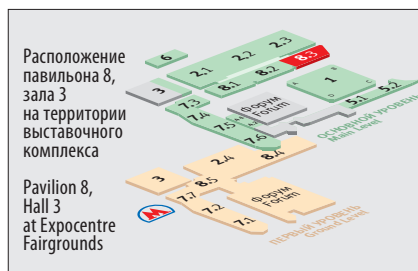 Расположение
павильона 8,
зала 3
на территории
выставочного
комплекса
Pavilion 8,
Hall 3
at Expocentre
Fairgrounds
6
2.1
2.2
2.3
8.3
3
8.1
8.2
1
7.3
7.4
7.5
7.6
Форум
Forum
5.1
5.2
ОСНОВНОЙ УРОВЕНЬ
Main Level
3
2.4
8.4
8.5
7.7
7.2
7.1
Форум
Forum
М
ПЕРВЫЙ УРОВЕНЬ
Ground Level